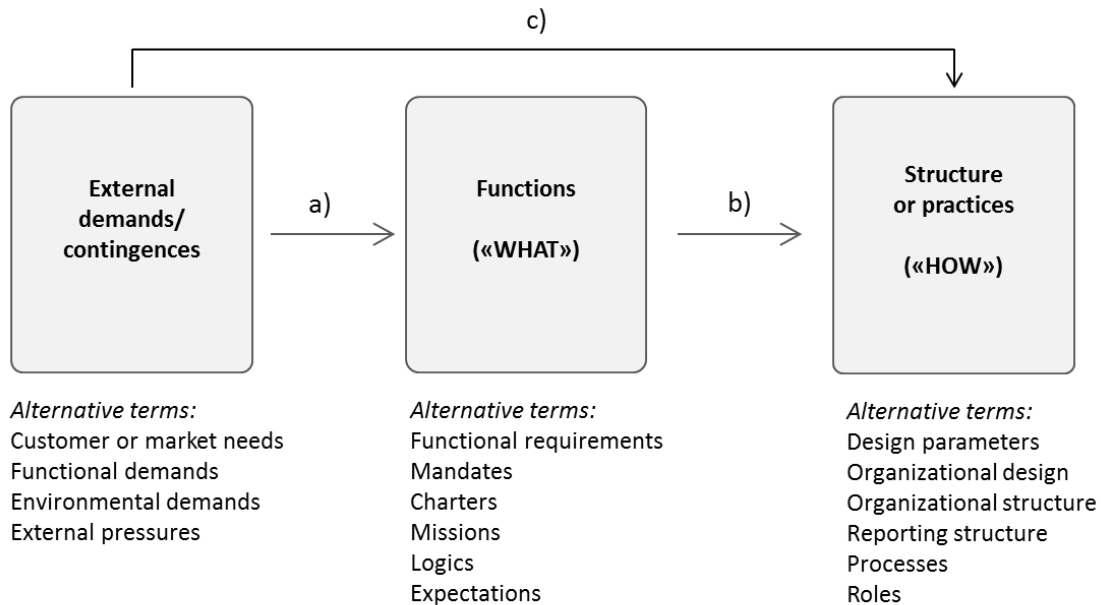 c)
External
demands/
contingences
a)
Functions
(«WHAT»)
b)
Structure
or practices
(«HOW»)
Alternative terms:
Customer or market needs
Functional demands
Environmental demands
External pressures
Alternative terms:
Functional requirements
Mandates
Charters
Missions
Logics
Expectations
Alternative terms:
Design parameters
Organizational design
Organizational structure
Reporting structure
Processes
Roles